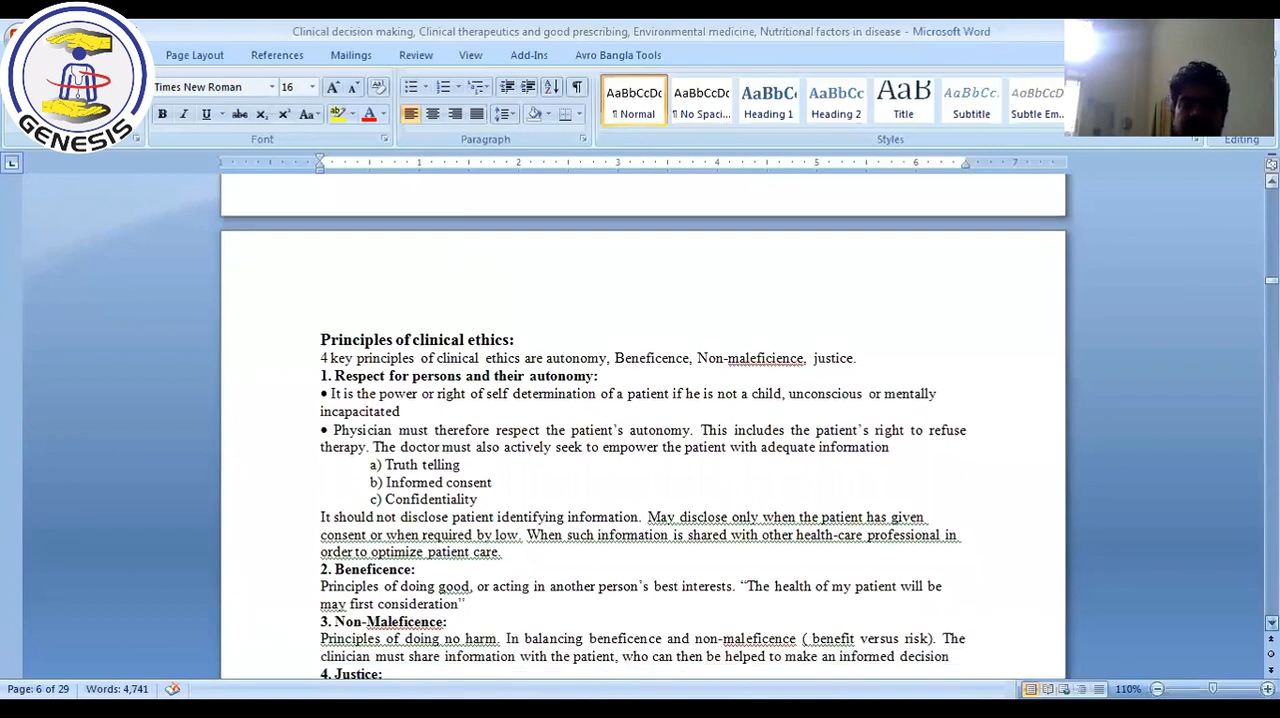 Clinical decision making, Clinical therapeutics and good prescribing, Environmental medicine, Nutritional factors in disease - Microsoft Word
GENESIS
Page Layout References Mailings Review View Add-Ins Avro Bangla Tools
Times New Roman 16
AaBbCcDc AaBbCcDc AaBbCc AaBbCc AaB AaBbCc. AaBbCcDc
¶ Normal ¶ No Spaci... Heading 1 Heading 2 Title Subtitle Subtle Em...
Font Paragraph Styles Editing
1 2 3 4 5 6 7
Principles of clinical ethics:
4 key principles of clinical ethics are autonomy, Beneficence, Non-maleficience, justice.
1. Respect for persons and their autonomy:
• It is the power or right of self determination of a patient if he is not a child, unconscious or mentally
incapacitated
• Physician must therefore respect the patient's autonomy. This includes the patient's right to refuse
therapy. The doctor must also actively seek to empower the patient with adequate information
a) Truth telling
b) Informed consent
c) Confidentiality
It should not disclose patient identifying information. May disclose only when the patient has given
consent or when required by low. When such information is shared with other health-care professional in
order to optimize patient care.
2. Beneficence:
Principles of doing good, or acting in another person's best interests. “The health of my patient will be
may first consideration”
3. Non-Maleficence:
Principles of doing no harm. In balancing beneficence and non-maleficence ( benefit versus risk). The
clinician must share information with the patient, who can then be helped to make an informed decision
4. Justice:
Page: 6 of 29 Words: 4,741 110%